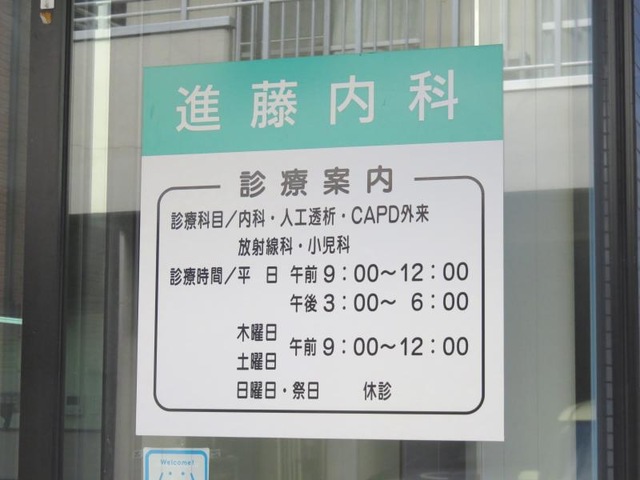 進藤内科
診療案内
診療科目/内科・人工透析・CAPD外来
放射線科・小児科
診療時間/平 日 午前 9:00〜12:00
午後 3:00〜 6:00
木曜日
午前 9:00〜12:00
土曜日
日曜日・祭日 休診
Welcome!